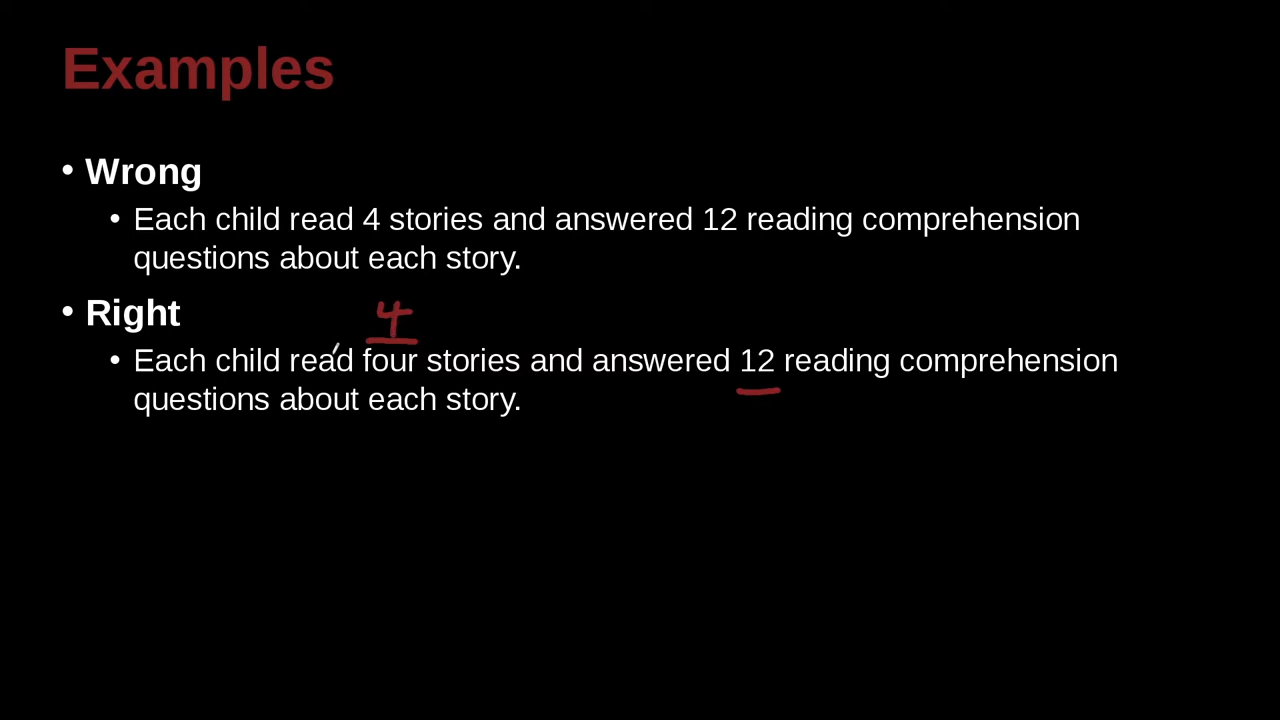 Examples
• Wrong
• Each child read 4 stories and answered 12 reading comprehension
questions about each story.
• Right
4
• Each child read four stories and answered 12 reading comprehension
questions about each story.